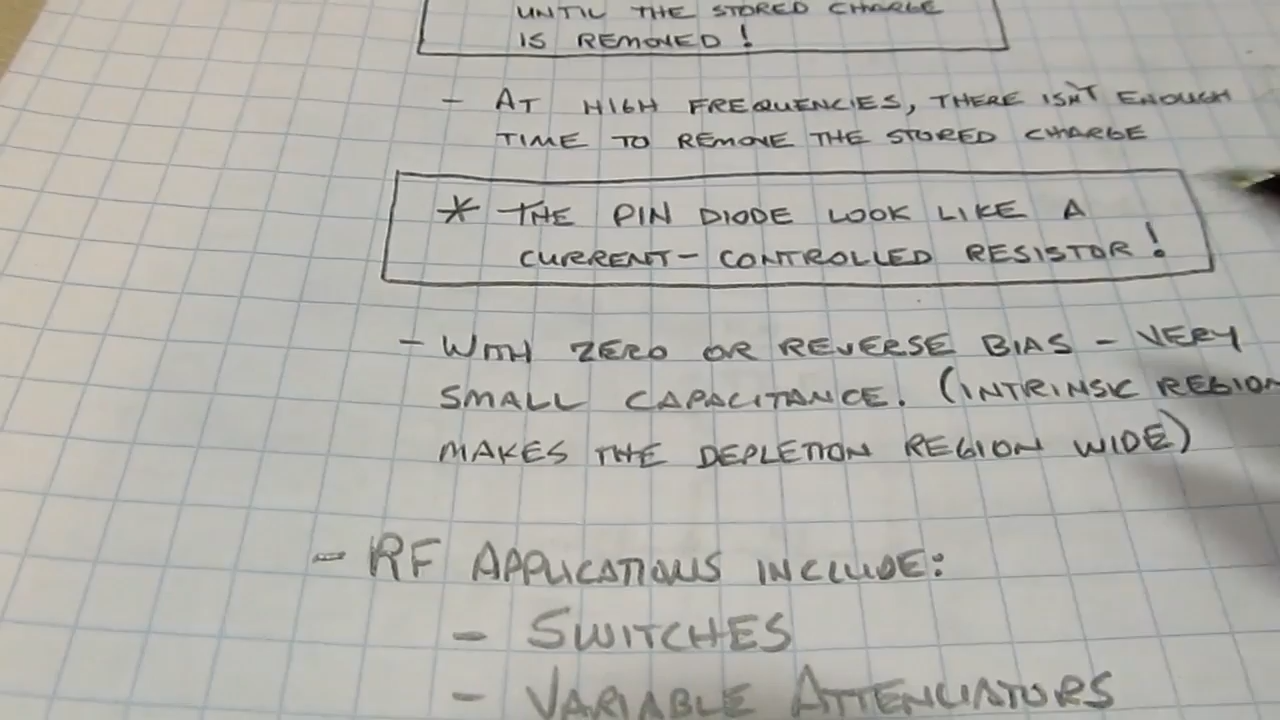 UNTIL THE STORED CHARGE
IS REMOVED!
- AT HIGH FREQUENCIES, THERE ISN'T ENOUGH
TIME TO REMOVE THE STORED CHARGE
* THE PIN DIODE LOOK LIKE A
CURRENT-CONTROLLED RESISTOR!
- WITH ZERO OR REVERSE BIAS - VERY
SMALL CAPACITANCE. (INTRINSIC REGION
MAKES THE DEPLETION REGION WIDE)
- RF APPLICATIONS INCLUDE:
- SWITCHES
- VARIABLE ATTENUATORS